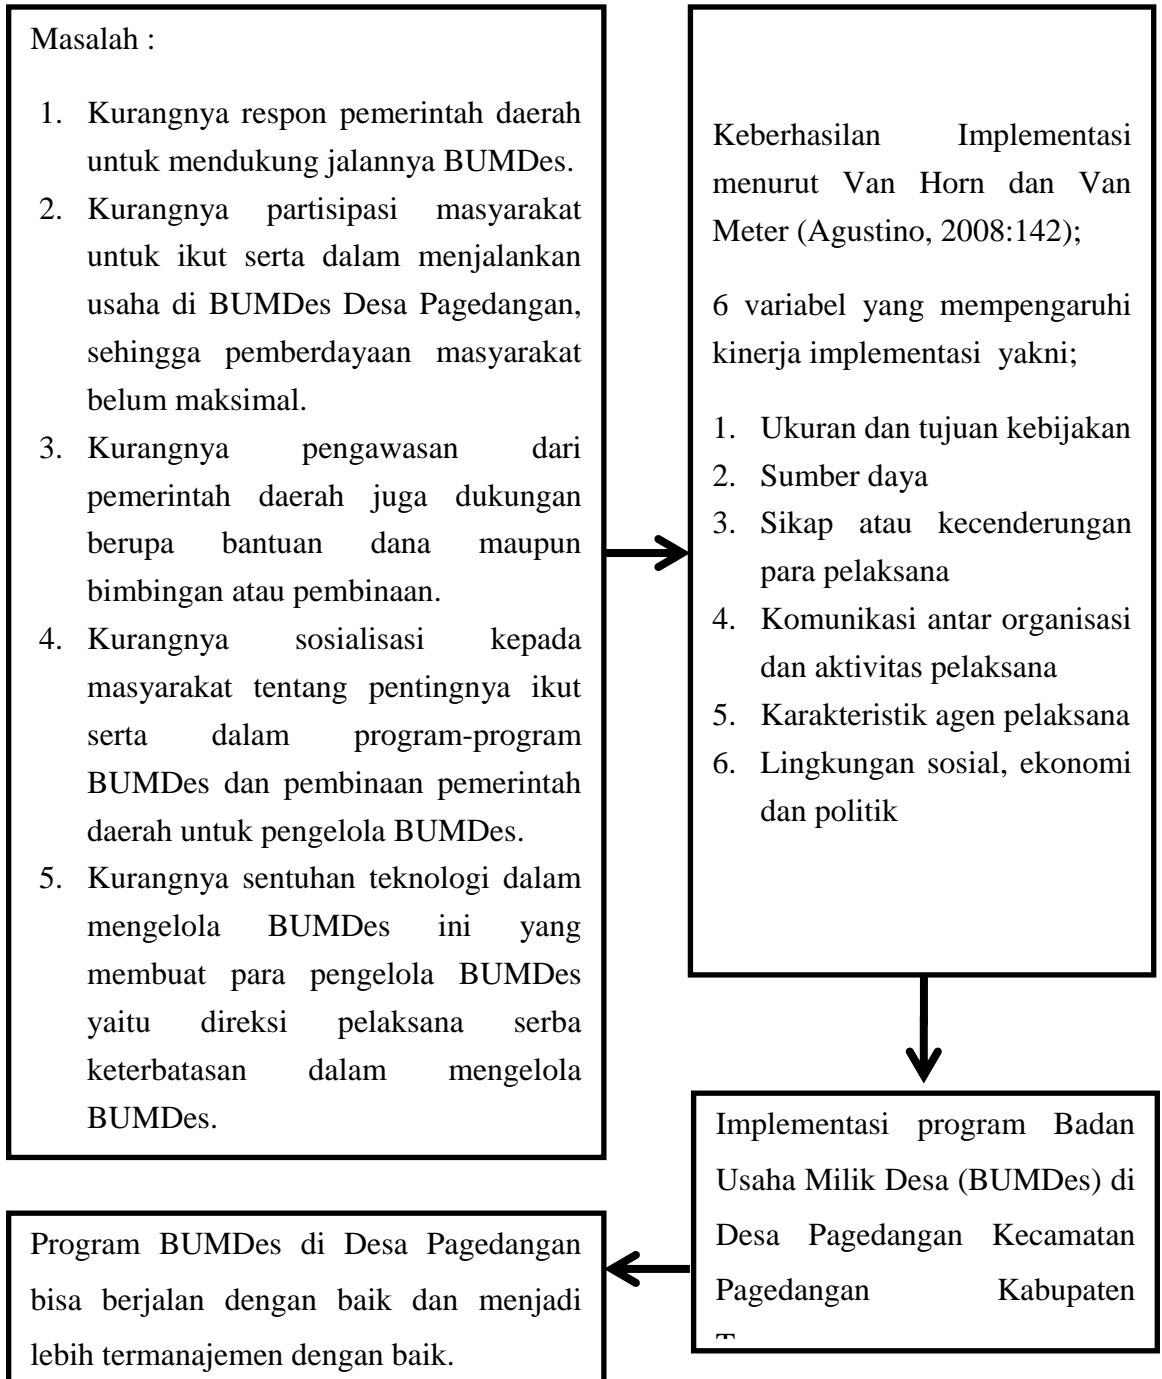 Masalah :
1. Kurangnya respon pemerintah daerah
untuk mendukung jalannya BUMDes.
2. Kurangnya partisipasi masyarakat
untuk ikut serta dalam menjalankan
usaha di BUMDes Desa Pagedangan,
sehingga pemberdayaan masyarakat
belum maksimal.
3. Kurangnya pengawasan dari
pemerintah daerah juga dukungan
berupa bantuan dana maupun
bimbingan atau pembinaan.
4. Kurangnya sosialisasi kepada
masyarakat tentang pentingnya ikut
serta dalam program-program
BUMDes dan pembinaan pemerintah
daerah untuk pengelola BUMDes.
5. Kurangnya sentuhan teknologi dalam
mengelola BUMDes ini yang
membuat para pengelola BUMDes
yaitu direksi pelaksana serba
keterbatasan dalam mengelola
BUMDes.
Keberhasilan Implementasi
menurut Van Horn dan Van
Meter (Agustino, 2008:142);
6 variabel yang mempengaruhi
kinerja implementasi yakni;
1. Ukuran dan tujuan kebijakan
2. Sumber daya
3. Sikap atau kecenderungan
para pelaksana
4. Komunikasi antar organisasi
dan aktivitas pelaksana
5. Karakteristik agen pelaksana
6. Lingkungan sosial, ekonomi
dan politik
Implementasi program Badan
Usaha Milik Desa (BUMDes) di
Desa Pagedangan Kecamatan
Pagedangan Kabupaten
Program BUMDes di Desa Pagedangan
bisa berjalan dengan baik dan menjadi
lebih termanajemen dengan baik.